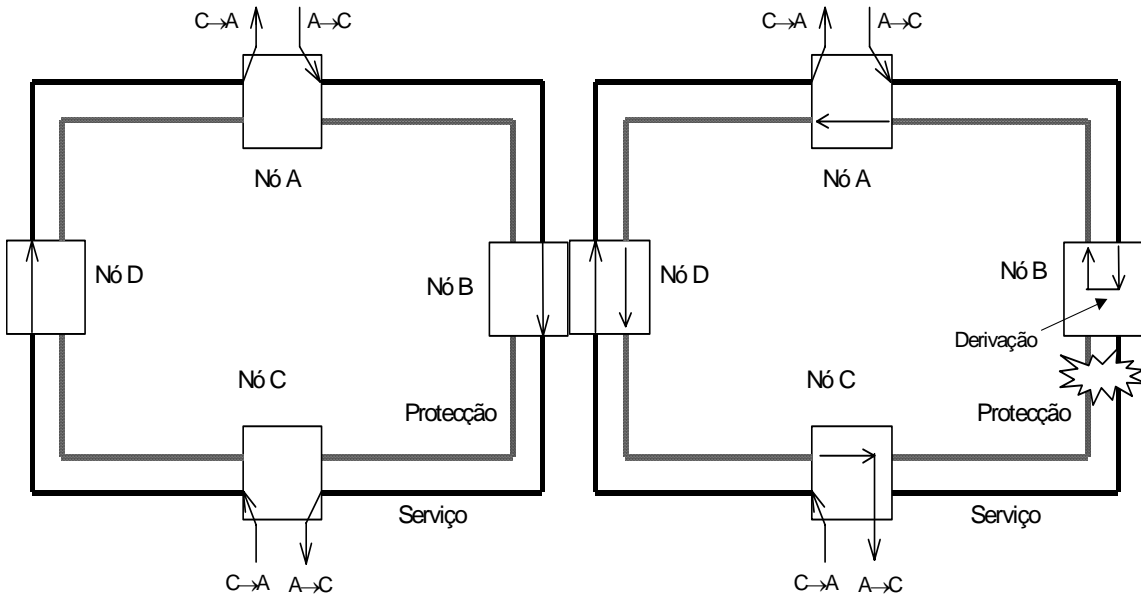 C→A A→C
Nó A
Nó D
Nó B
Nó C
Protecção
Serviço
C→A A→C
C→A A→C
Nó A
Nó D
Nó B
Derivação
Nó C
Protecção
Serviço
C→A A→C